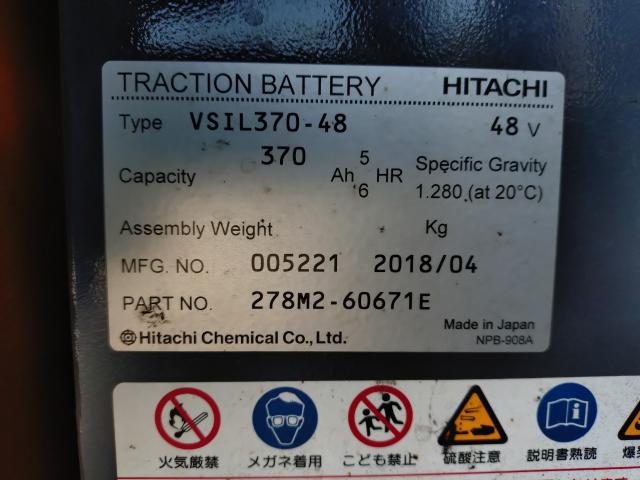 TRACTION BATTERY HITACHI
Type VSIL370-48 48 V
Capacity 370 Ah 5 6 HR Specific Gravity
1.280 (at 20°C)
Assembly Weight Kg
MFG. NO. 005221 2018/04
PART NO. 278M2-60671E
Made in Japan
Hitachi Chemical Co., Ltd. NPB-908A
火気厳禁 メガネ着用 こども禁止 硫酸注意 説明書熟読 爆